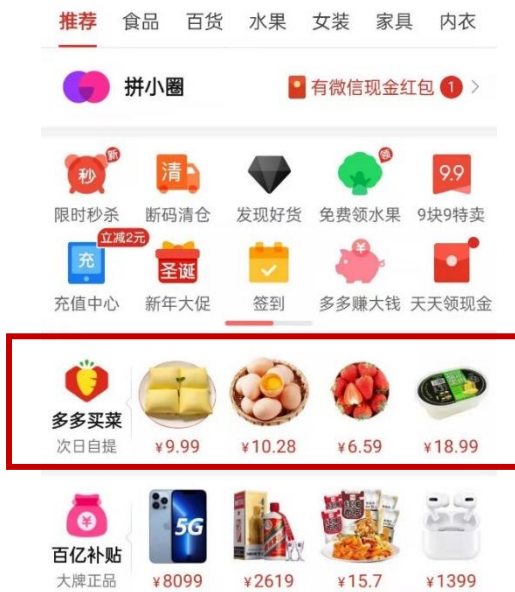 推荐 食品 百货 水果 女装 家具 内衣
拼小圈 有微信现金红包 1 >
秒 新 清 领 9.9
限时秒杀 断码清仓 发现好货 免费领水果 9块9特卖
立减2元
充 圣诞 ¥
充值中心 新年大促 签到 多多赚大钱 天天领现金
多多买菜
次日自提 ¥9.99 ¥10.28 ¥6.59 ¥18.99
¥ 5G
百亿补贴
大牌正品 ¥8099 ¥2619 ¥15.7 ¥1399